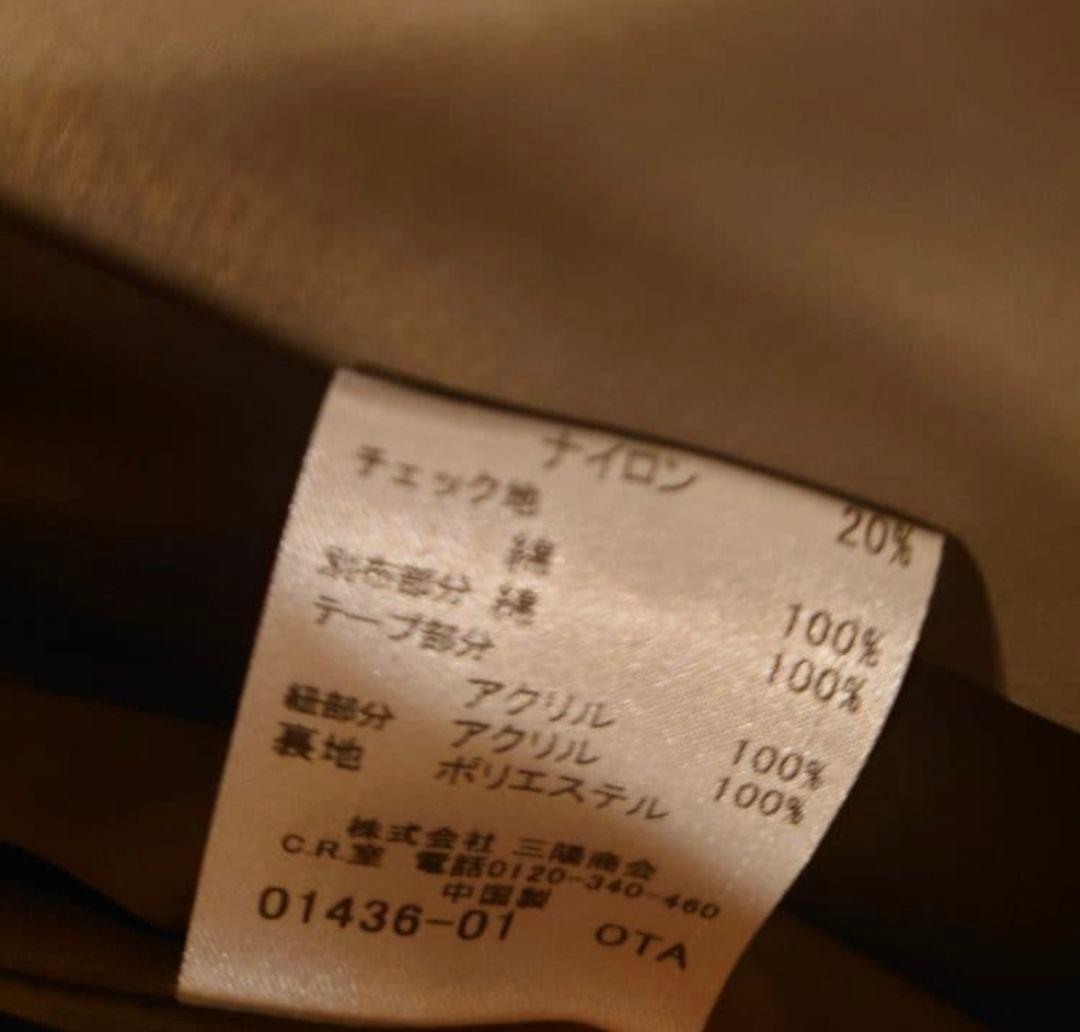 ナイロン 20%
チェック地
綿 100%
別布部分 綿 100%
テープ部分
アクリル 100%
紐部分 アクリル 100%
裏地 ポリエステル
株式会社 三陽商会
C.R.室 電話0120-340-460
中国製
01436-01 OTA